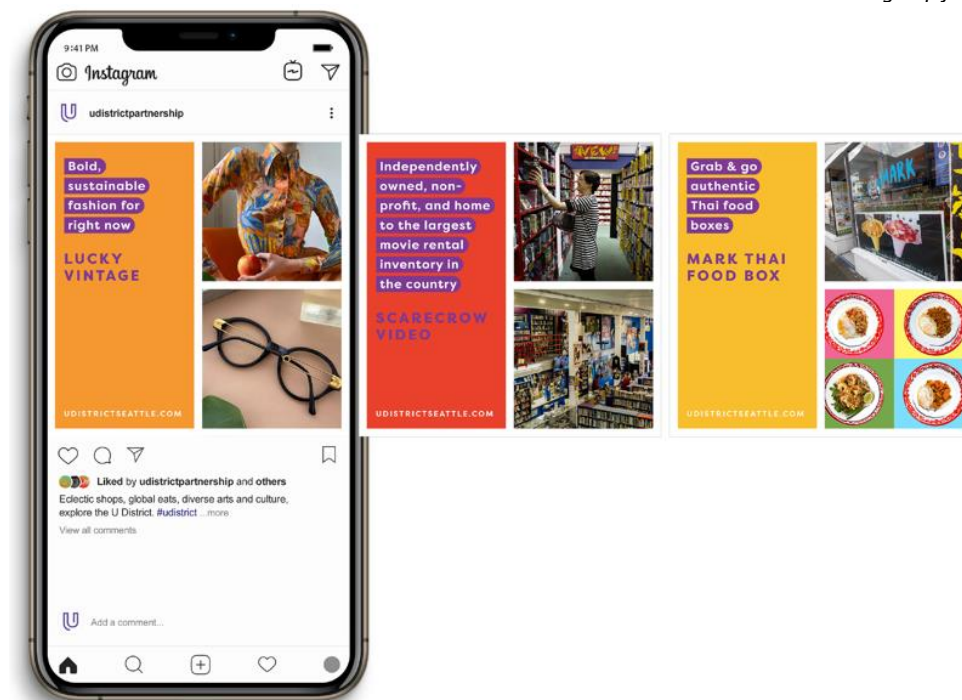 9:41 PM
Instagram
udistrictpartnership
Bold,
sustainable
fashion for
right now
LUCKY
VINTAGE
UDISTRICTSEATTLE.COM
Independently
owned, non-
profit, and home
to the largest
movie rental
inventory in
the country
SCARECROW
VIDEO
UDISTRICTSEATTLE.COM
Grab & go
authentic
Thai food
boxes
MARK THAI
FOOD BOX
UDISTRICTSEATTLE.COM
MARK
Liked by udistrictpartnership and others
Eclectic shops, global eats, diverse arts and culture,
explore the U District. #udistrict ...more
View all comments
Add a comment...